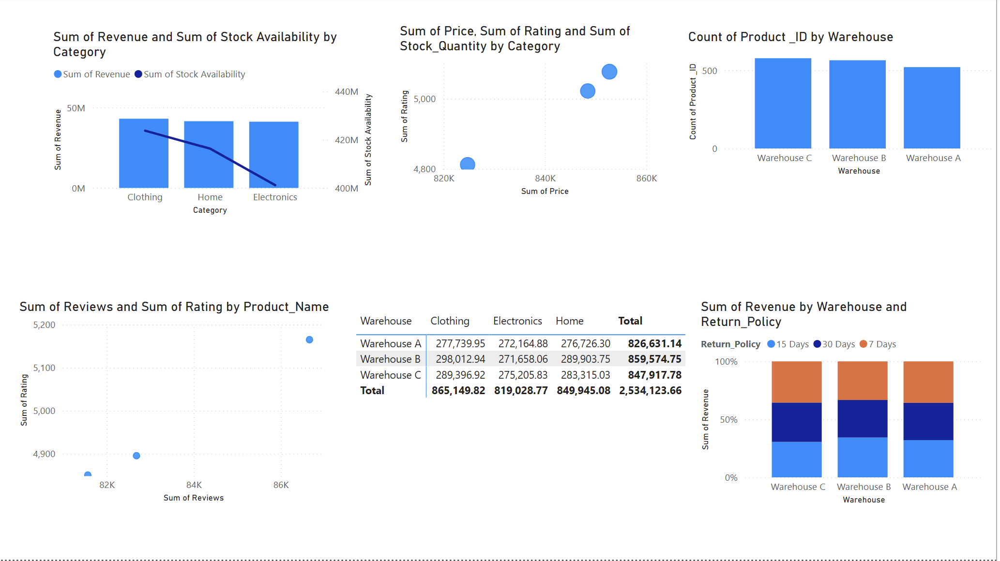 Sum of Revenue and Sum of Stock Availability by
Category
Sum of Revenue Sum of Stock Availability
440M
50M
420M
0M
400M
Sum of Revenue
Sum of Stock Availability
Clothing Home Electronics
Category
Sum of Price, Sum of Rating and Sum of
Stock_Quantity by Category
5,000
4,800
Sum of Rating
820K 840K 860K
Sum of Price
Count of Product _ID by Warehouse
500
0
Count of Product _ID
Warehouse C Warehouse B Warehouse A
Warehouse
Sum of Reviews and Sum of Rating by Product_Name
5,200
5,100
5,000
4,900
Sum of Rating
82K 84K 86K
Sum of Reviews
Warehouse Clothing Electronics Home Total
Warehouse A 277,739.95 272,164.88 276,726.30 826,631.14
Warehouse B 298,012.94 271,658.06 289,903.75 859,574.75
Warehouse C 289,396.92 275,205.83 283,315.03 847,917.78
Total 865,149.82 819,028.77 849,945.08 2,534,123.66
Sum of Revenue by Warehouse and
Return_Policy
Return_Policy 15 Days 30 Days 7 Days
100%
50%
0%
Sum of Revenue
Warehouse C Warehouse B Warehouse A
Warehouse